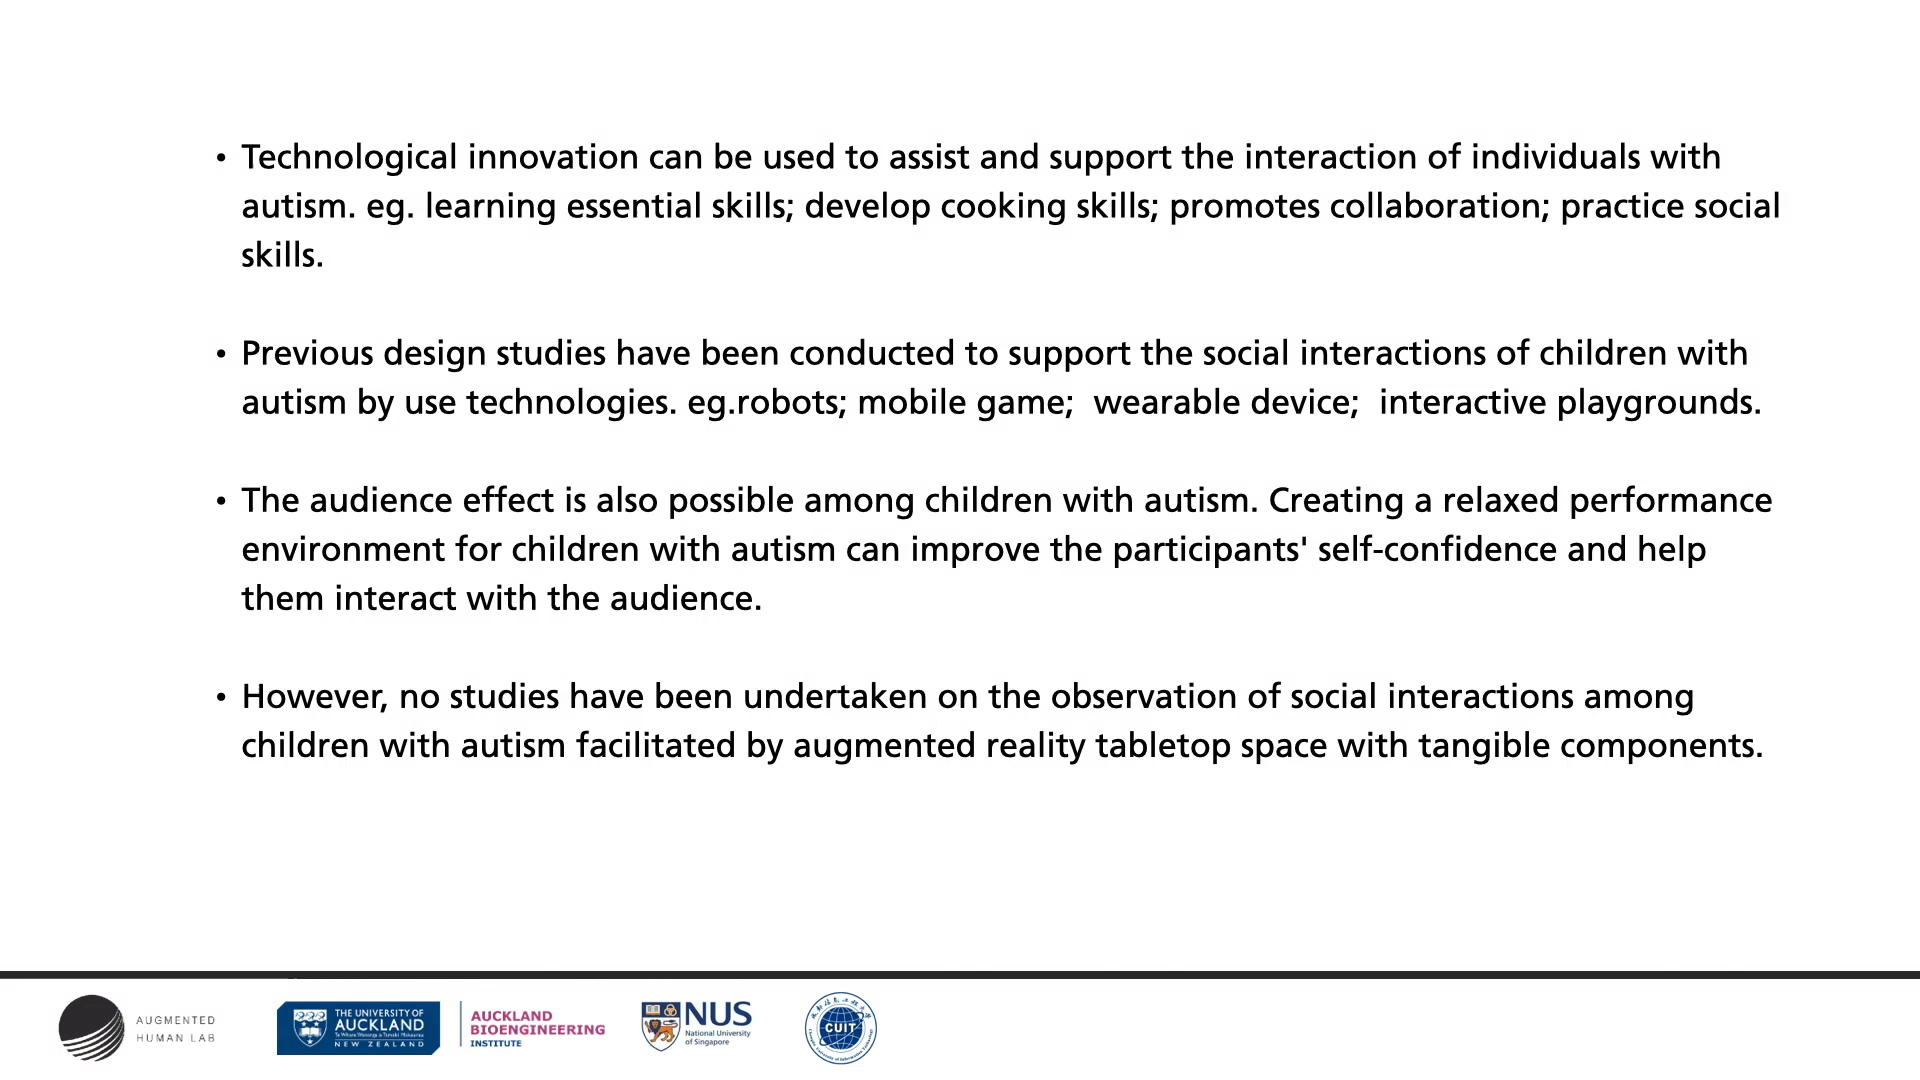 • Technological innovation can be used to assist and support the interaction of individuals with
autism. eg. learning essential skills; develop cooking skills; promotes collaboration; practice social
skills.
• Previous design studies have been conducted to support the social interactions of children with
autism by use technologies. eg.robots; mobile game;  wearable device;  interactive playgrounds.
• The audience effect is also possible among children with autism. Creating a relaxed performance
environment for children with autism can improve the participants' self-confidence and help
them interact with the audience.
• However, no studies have been undertaken on the observation of social interactions among
children with autism facilitated by augmented reality tabletop space with tangible components.
AUGMENTED
HUMAN LAB
THE UNIVERSITY OF
AUCKLAND
Te Whare Wānanga o Tāmaki Makaurau
NEW ZEALAND
AUCKLAND
BIOENGINEERING
INSTITUTE
NUS
National University
of Singapore
CUIT